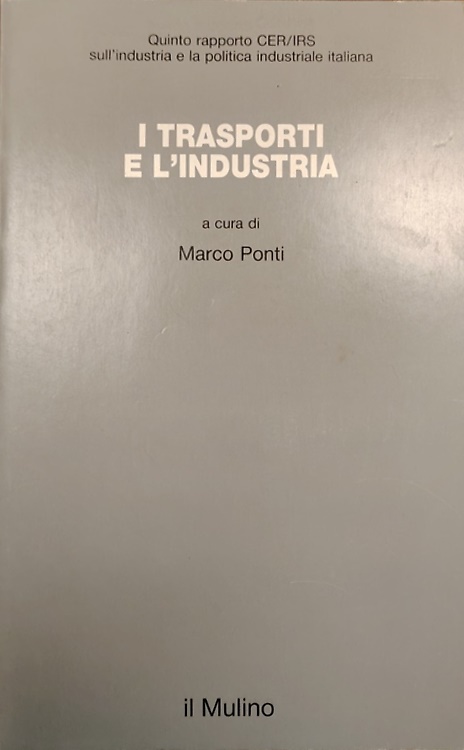 Quinto rapporto CER/IRS
sull'industria e la politica industriale italiana
I TRASPORTI
E L'INDUSTRIA
a cura di
Marco Ponti
il Mulino